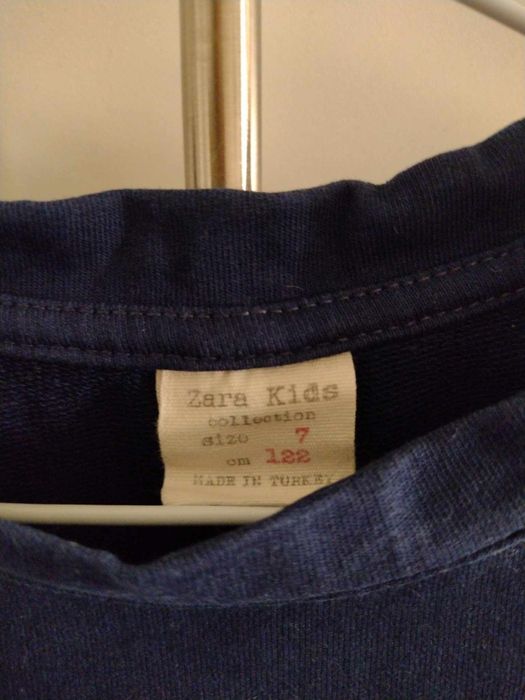 Zara Kids
collection
size 7
cm 122
MADE IN TURKEY